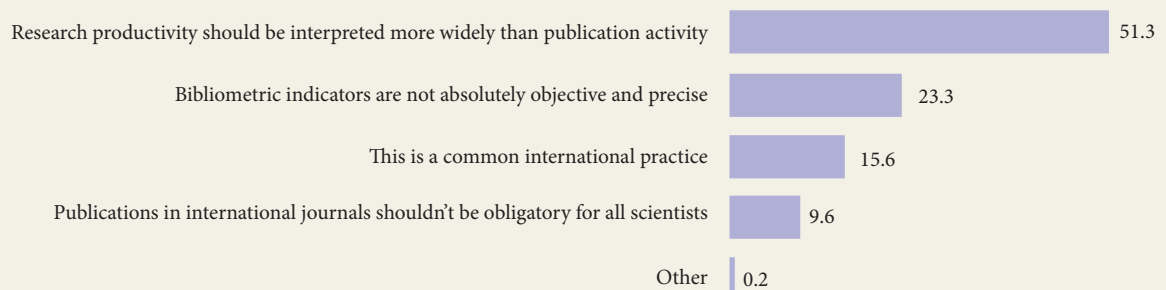 Research productivity should be interpreted more widely than publication activity 51.3
Bibliometric indicators are not absolutely objective and precise 23.3
This is a common international practice 15.6
Publications in international journals shouldn’t be obligatory for all scientists 9.6
Other 0.2